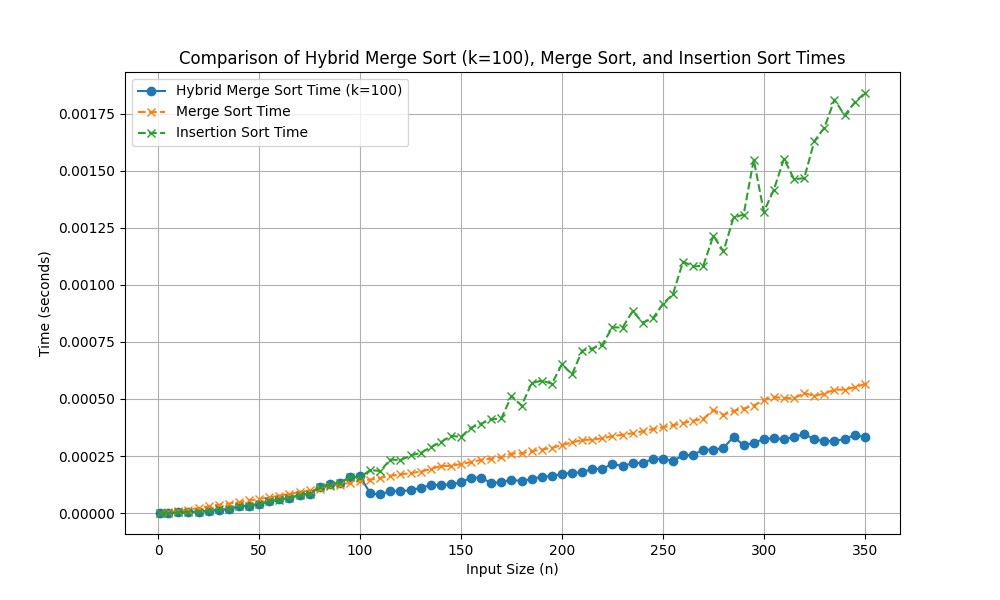 Comparison of Hybrid Merge Sort (k=100), Merge Sort, and Insertion Sort Times
Hybrid Merge Sort Time (k=100)
Merge Sort Time
Insertion Sort Time
Time (seconds)
0.00175
0.00150
0.00125
0.00100
0.00075
0.00050
0.00025
0.00000
0 50 100 150 200 250 300 350
Input Size (n)